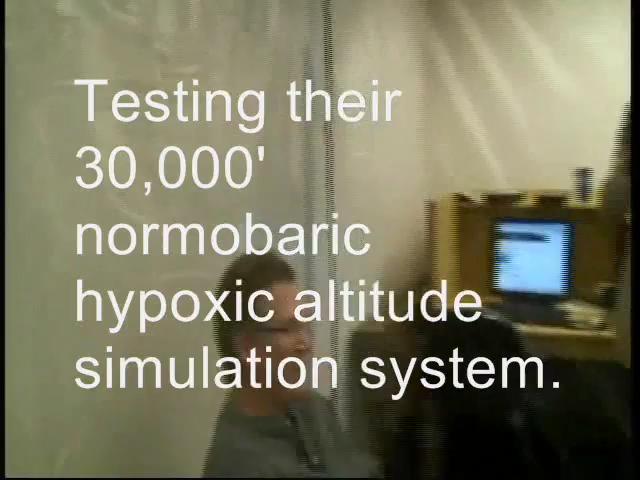 Testing their
30,000'
normobaric
hypoxic altitude
simulation system.